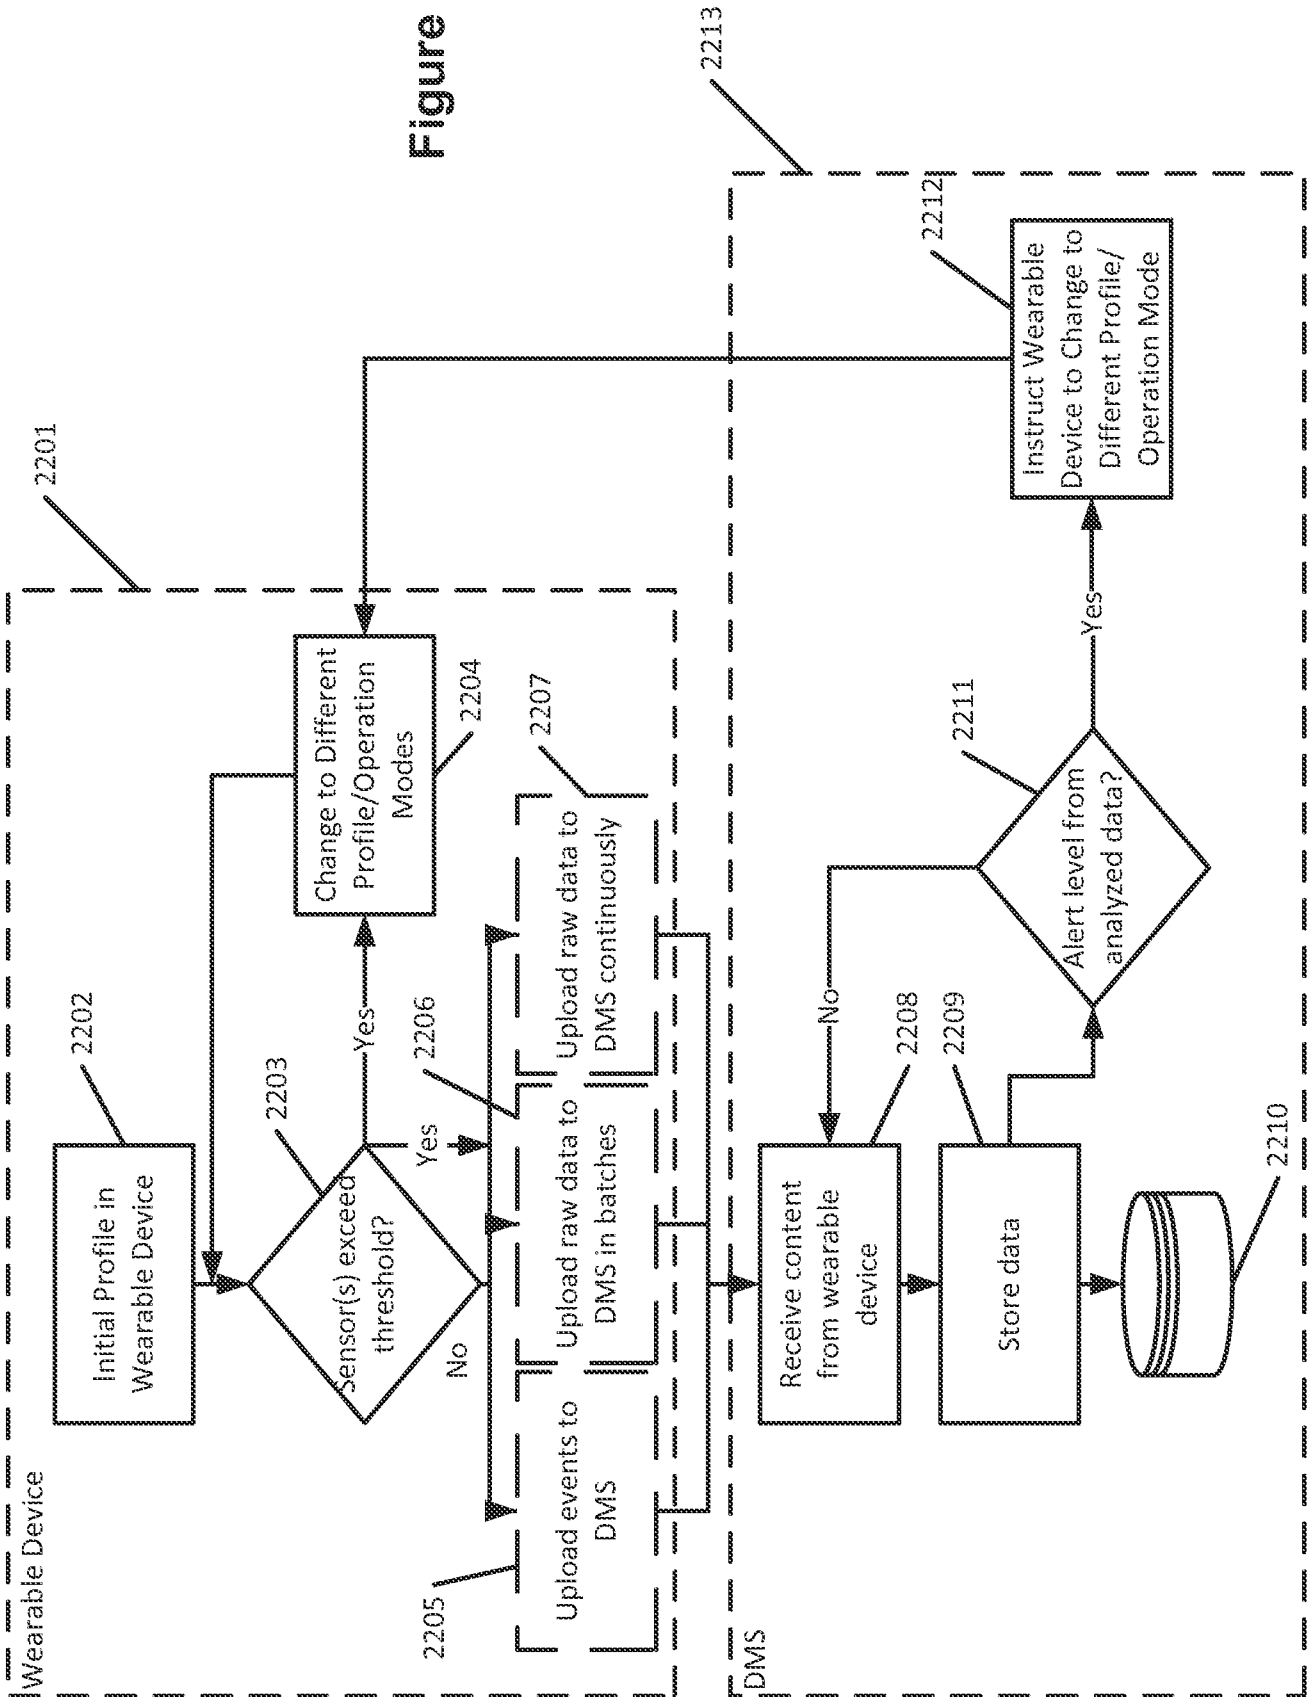 Wearable Device
2201
Initial Profile in
Wearable Device
2202
Sensor(s) exceed
threshold?
2203
Yes
Yes
No
Change to Different
Profile/Operation
Modes
2204
Upload events to
DMS
2205
Upload raw data to
DMS in batches
2206
Upload raw data to
DMS continuously
2207
Figure
DMS
2213
Receive content
from wearable
device
2208
Store data
2209
2210
Alert level from
analyzed data?
2211
No
Yes
Instruct Wearable
Device to Change to
Different Profile/
Operation Mode
2212